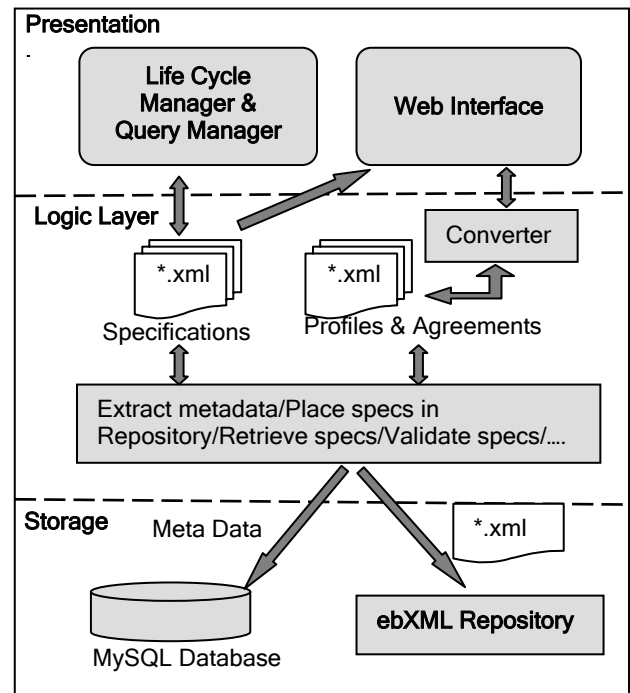 Presentation
Life Cycle
Manager &
Query Manager
Web Interface
Logic Layer
Converter
*.xml
*.xml
Specifications
Profiles & Agreements
Extract metadata/Place specs in
Repository/Retrieve specs/Validate specs/....
Storage
Meta Data
*.xml
ebXML Repository
MySQL Database